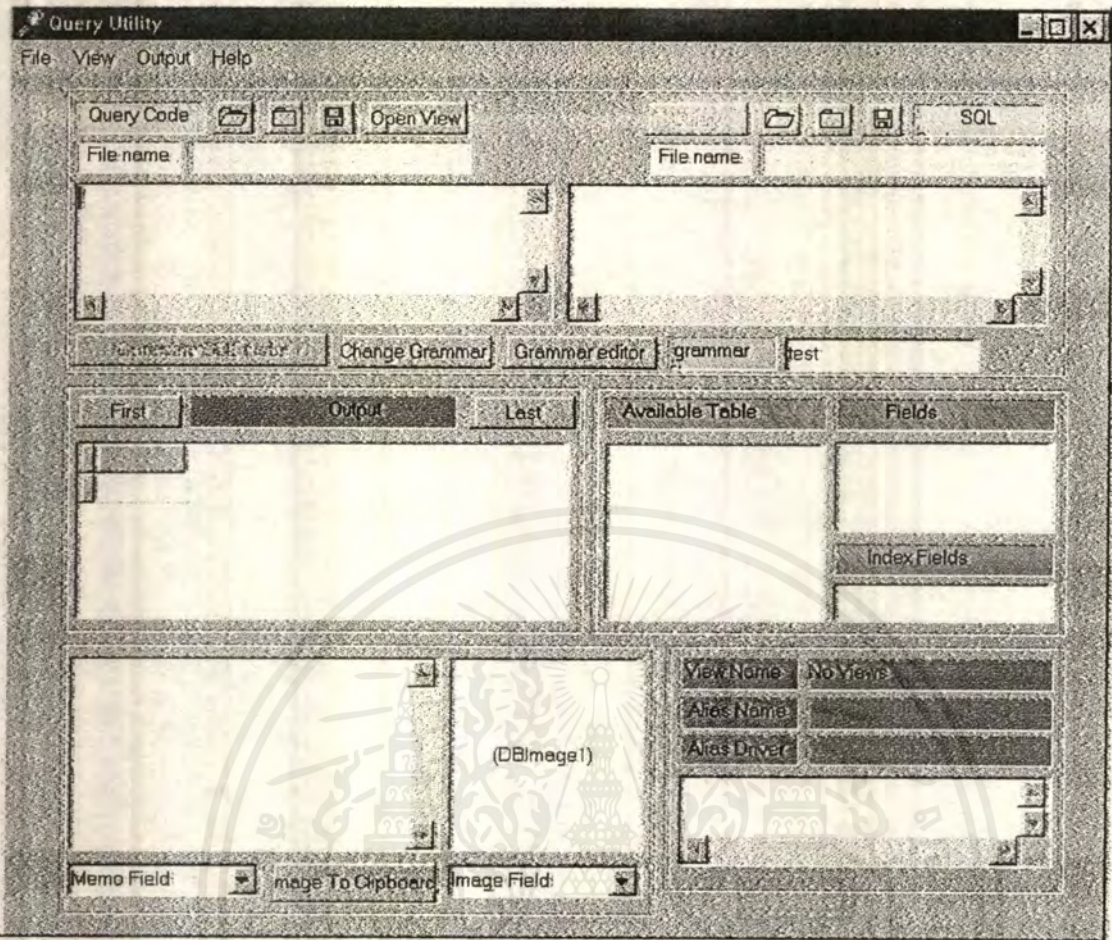 Query Utility
File View Output Help
Query Code Open View SQL
File name File name
Change Grammar Grammar editor grammar test
First Output Last Available Table Fields
Index Fields
View Name No Views
Alias Name
(DBImage1)
Alias Driver
Memo Field: mage To Clipboard Image Field: